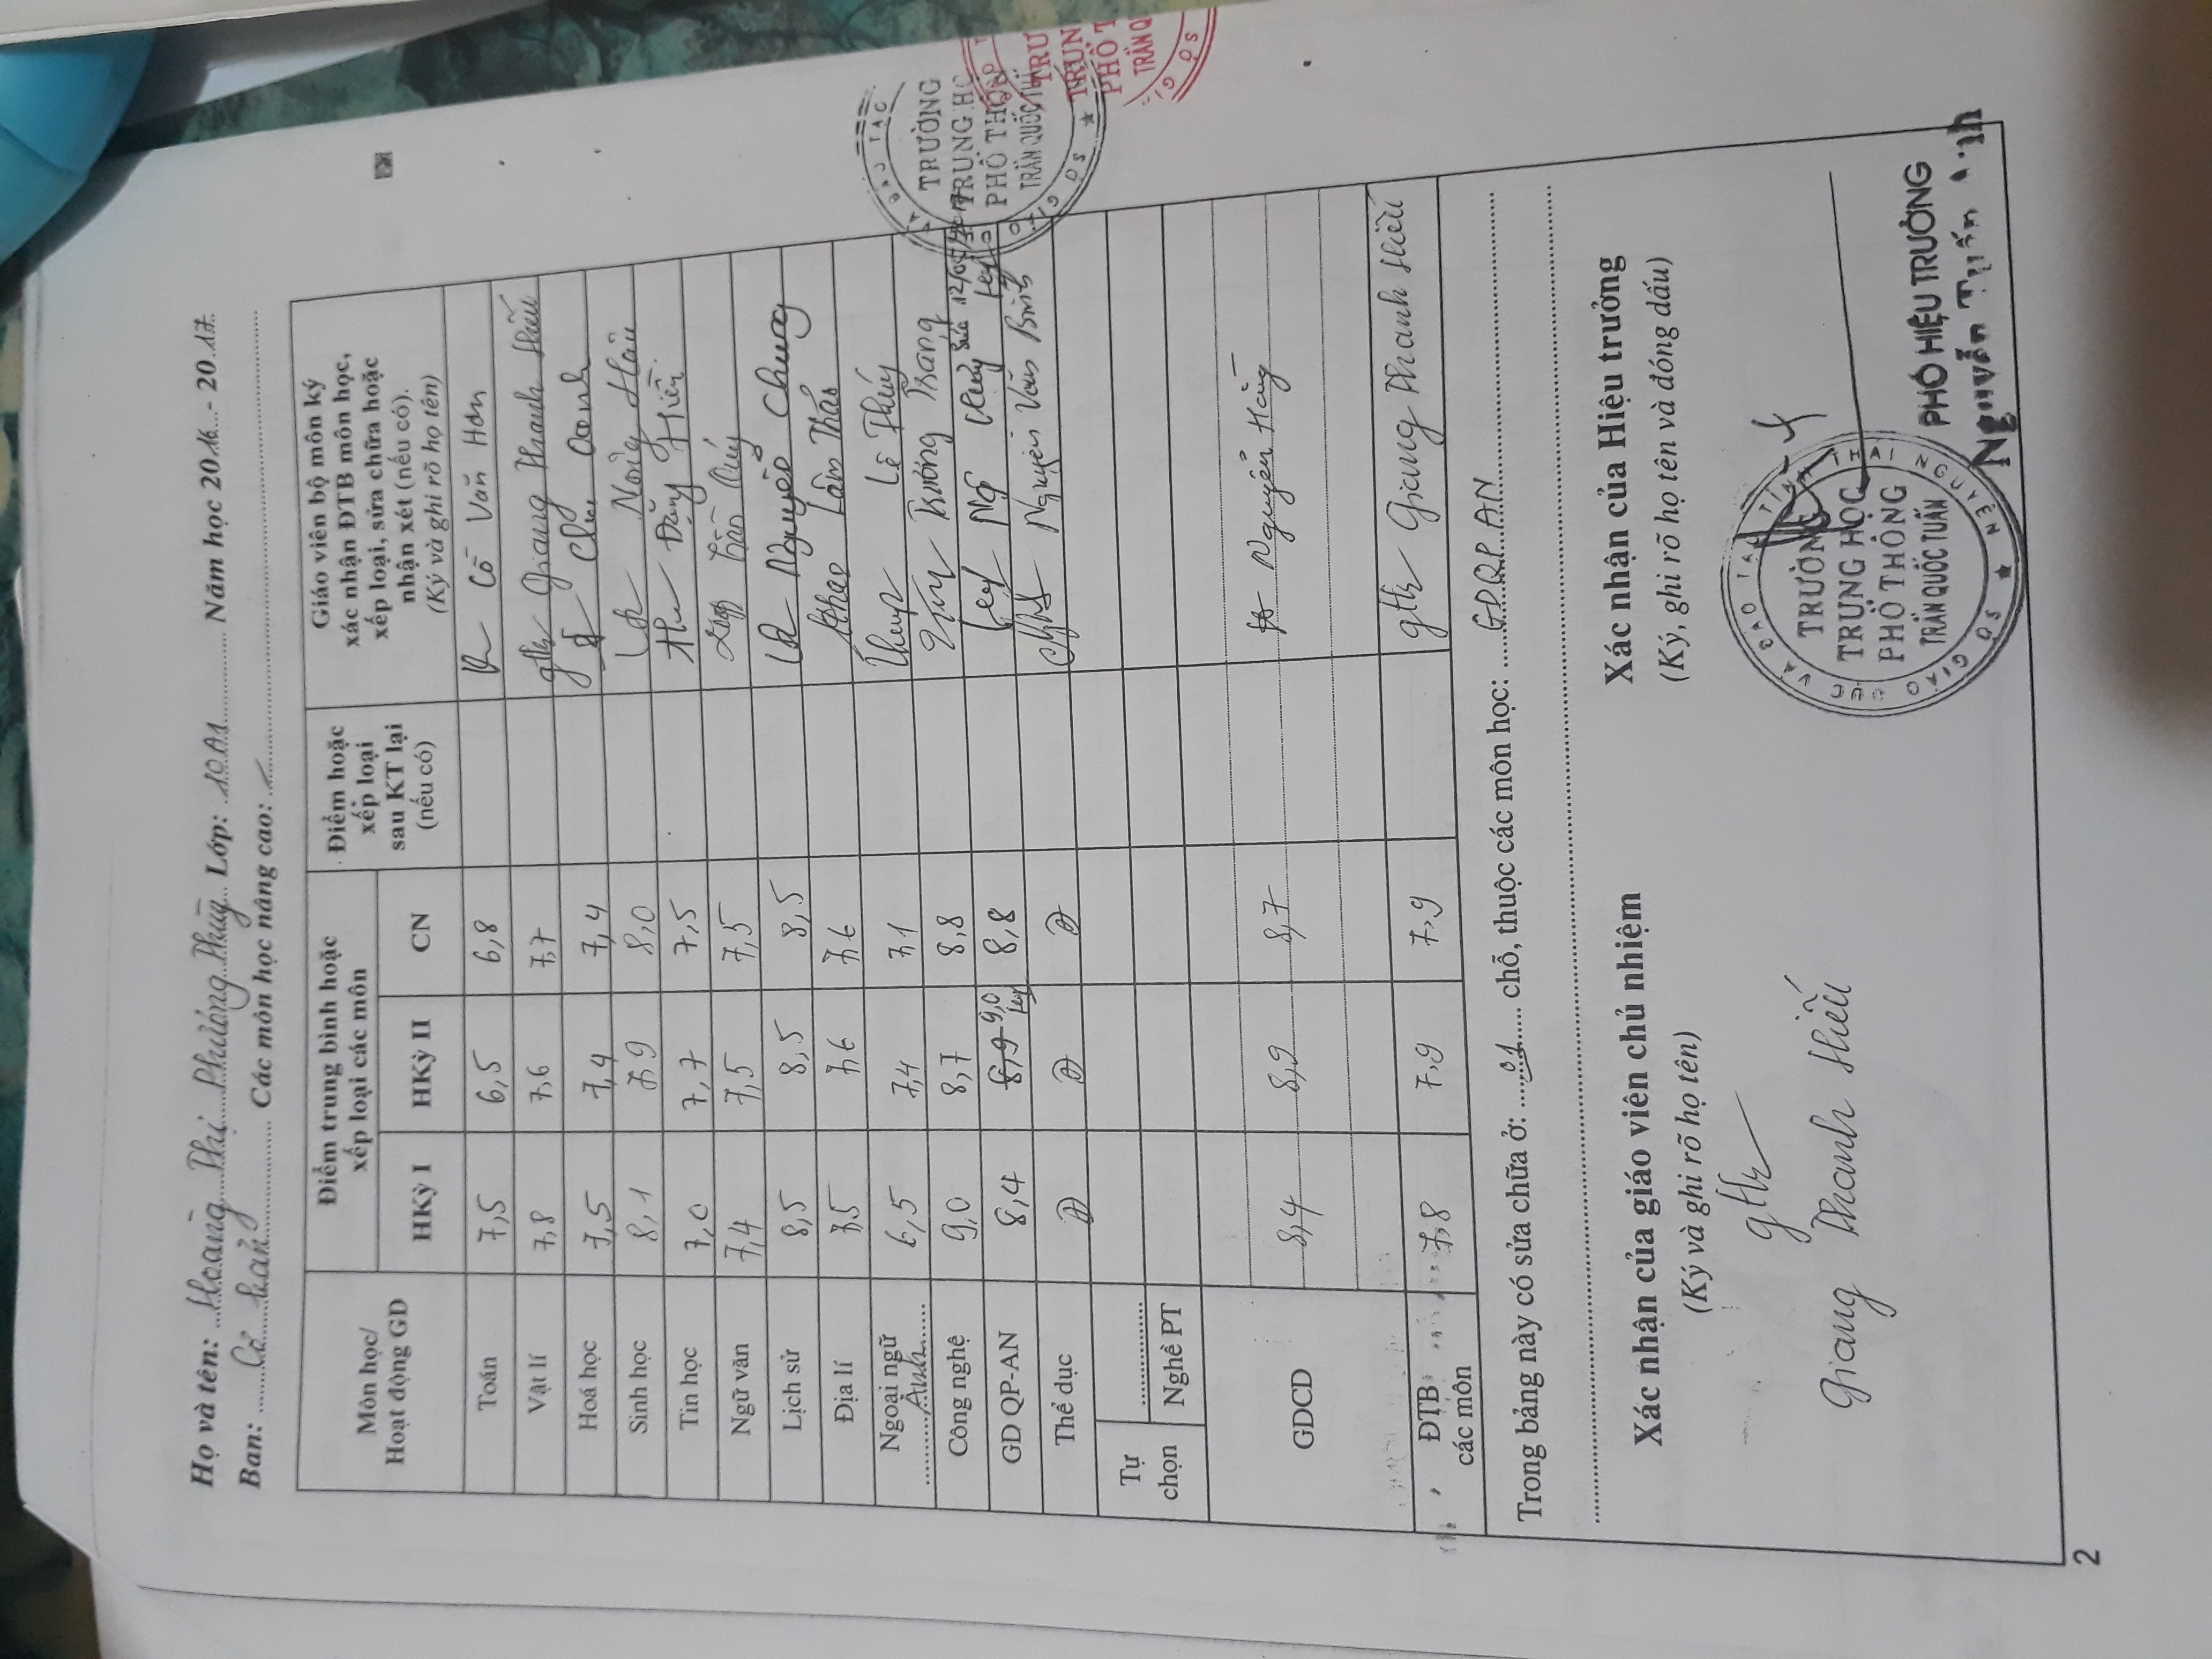 Họ và tên: Hoàng Thị Phương Thùy Lớp: 10A1 Năm học 2016 - 2017
Ban: Cơ bản Các môn học nâng cao:
Môn học/ Hoạt động GD
Điểm trung bình hoặc xếp loại các môn
HKỳ I HKỳ II CN
Điểm hoặc xếp loại sau KT lại (nếu có)
Giáo viên bộ môn ký xác nhận ĐTB môn học, xếp loại, sửa chữa hoặc nhận xét (nếu có).
(Ký và ghi rõ họ tên)
Toán 7,5 6,5 6,8 Văn Hơn
Vật lí 7,8 7,6 7,7 Giang Thanh Hiếu
Hoá học 7,5 7,4 7,4 Chu Oanh
Sinh học 8,1 7,9 8,0 Nông Hậu
Tin học 7,0 7,7 7,5 Đặng Hiền
Ngữ văn 7,4 7,5 7,5 Trần Quý
Lịch sử 8,5 8,5 8,5 Nguyễn Chung
Địa lí 7,5 7,6 7,6 Lâm Thảo
Ngoại ngữ Anh 6,5 7,4 7,1 Lê Thúy
Công nghệ 9,0 8,7 8,8 Trương Trang
GD QP-AN 8,4 8,9 9,0 8,8 Ngô Thủy
Thể dục Đ Đ Đ Nguyễn Văn Bình
Tự chọn
Nghề PT
GDCD 8,4 8,9 8,7 Nguyễn Hằng
ĐTB các môn 7,8 7,9 7,9 Giang Thanh Hiếu
Trong bảng này có sửa chữa ở: 01 chỗ, thuộc các môn học: GDQP AN
Xác nhận của giáo viên chủ nhiệm
(Ký và ghi rõ họ tên)
Giang Thanh Hiếu
Xác nhận của Hiệu trưởng
(Ký, ghi rõ họ tên và đóng dấu)
SỞ GIÁO DỤC VÀ ĐÀO TẠO TỈNH THÁI NGUYÊN
TRƯỜNG
TRUNG HỌC
PHỔ THÔNG
TRẦN QUỐC TUẤN
PHÓ HIỆU TRƯỞNG
Nguyễn Tuấn
TRƯỜNG
TRUNG HỌ
PHỔ THÔN
TRẦN QUỐC TUẤ
TRƯ
TRUN
PHỔ T
TRẦN Q
2